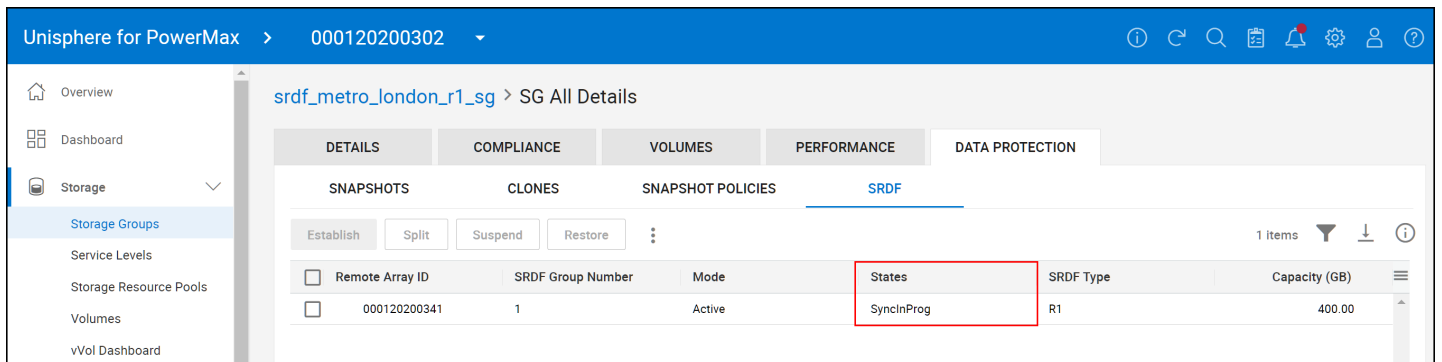 Unisphere for PowerMax > 000120200302
Overview
srdf_metro_london_r1_sg > SG All Details
Dashboard
DETAILS COMPLIANCE VOLUMES PERFORMANCE DATA PROTECTION
Storage
SNAPSHOTS CLONES SNAPSHOT POLICIES SRDF
Storage Groups
Establish Split Suspend Restore 1 items
Service Levels
Remote Array ID SRDF Group Number Mode States SRDF Type Capacity (GB)
Storage Resource Pools
000120200341 1 Active SyncInProg R1 400.00
Volumes
vVol Dashboard